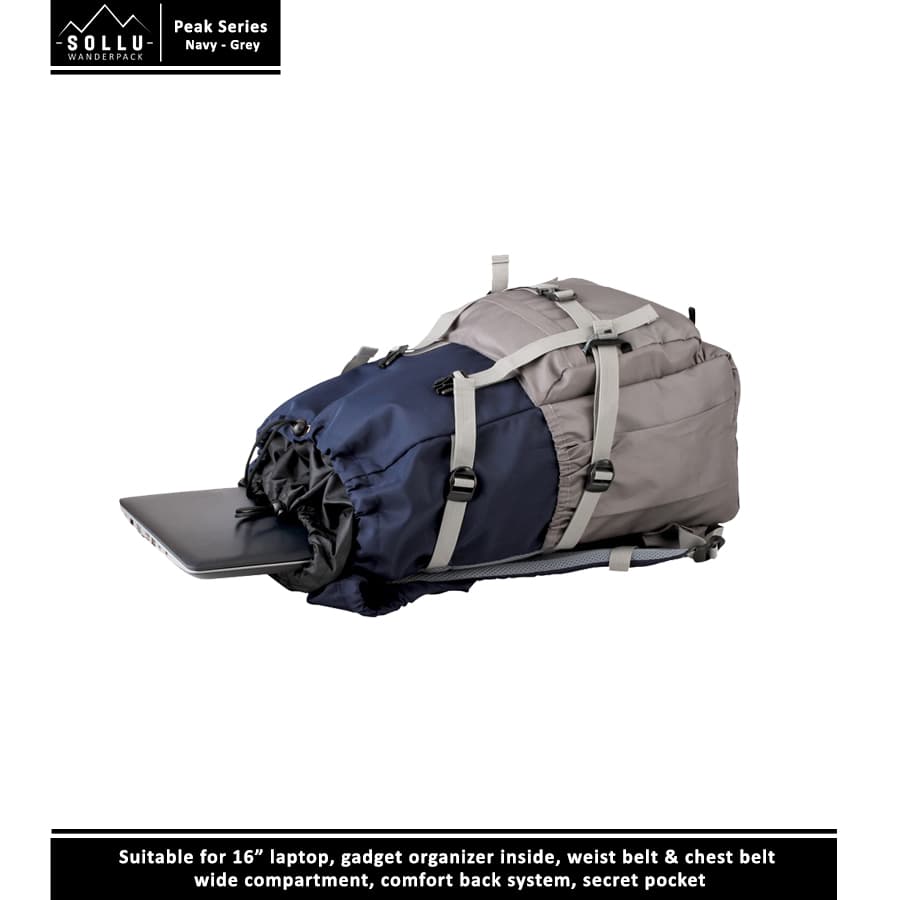 - SOLLU -
WANDERPACK
Peak Series
Navy - Grey
Suitable for 16” laptop, gadget organizer inside, weist belt & chest belt
wide compartment, comfort back system, secret pocket